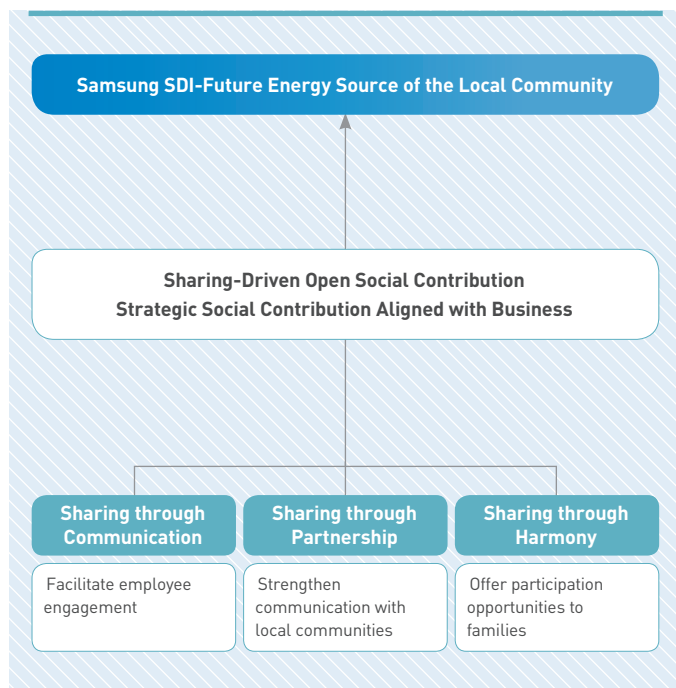 Samsung SDI-Future Energy Source of the Local Community
Sharing-Driven Open Social Contribution
Strategic Social Contribution Aligned with Business
Sharing through
Communication
Facilitate employee
engagement
Sharing through
Partnership
Strengthen
communication with
local communities
Sharing through
Harmony
Offer participation
opportunities to
families